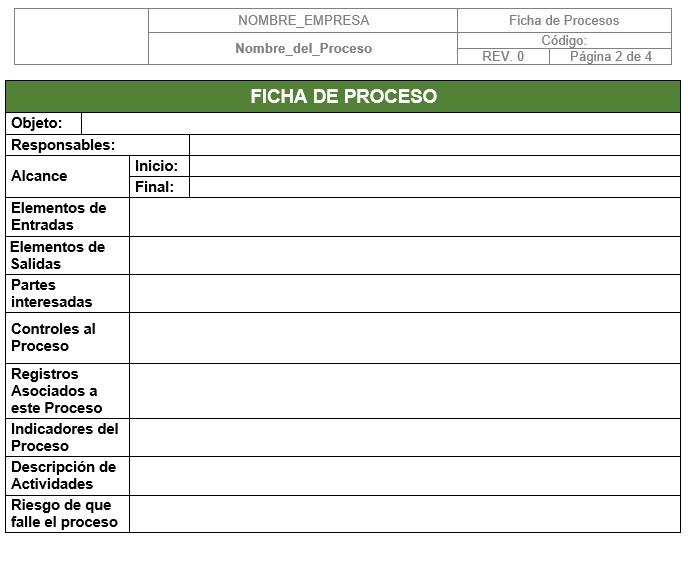 NOMBRE_EMPRESA
Ficha de Procesos
Nombre_del_Proceso
Código:
REV. 0
Página 2 de 4
FICHA DE PROCESO
Objeto:
Responsables:
Alcance
Inicio:
Final:
Elementos de
Entradas
Elementos de
Salidas
Partes
interesadas
Controles al
Proceso
Registros
Asociados a
este Proceso
Indicadores del
Proceso
Descripción de
Actividades
Riesgo de que
falle el proceso